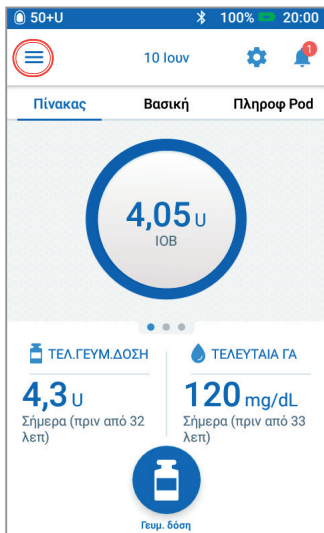 50+U 100% 20:00
10 Ιουν 1
Πίνακας Βασική Πληροφ Pod
4,05 U
IOB
ΤΕΛ.ΓΕΥΜ.ΔΟΣΗ
4,3 U
Σήμερα (πριν από 32
λεπ)
ΤΕΛΕΥΤΑΙΑ ΓΑ
120 mg/dL
Σήμερα (πριν από 33
λεπ)
Γευμ. δόση